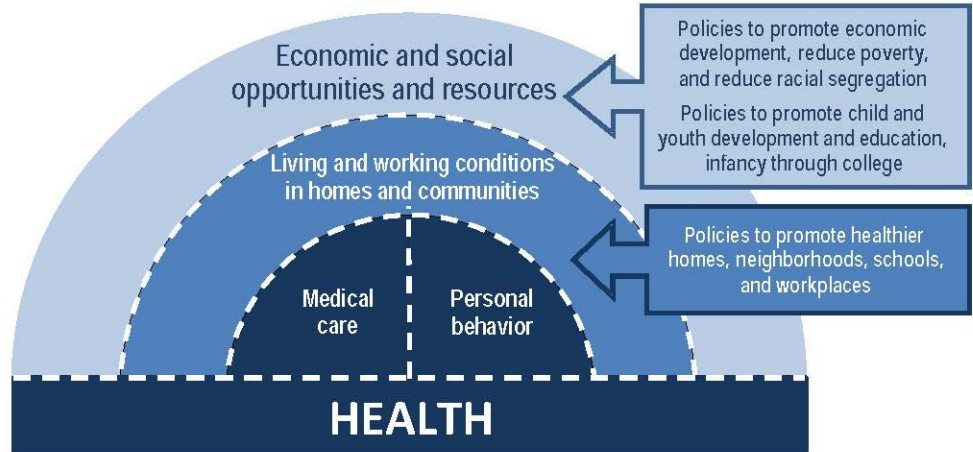 Economic and social
opportunities and resources
Policies to promote economic
development, reduce poverty,
and reduce racial segregation
Policies to promote child and
youth development and education,
infancy through college
Living and working conditions
in homes and communities
Policies to promote healthier
homes, neighborhoods, schools,
and workplaces
Medical
care
Personal
behavior
HEALTH